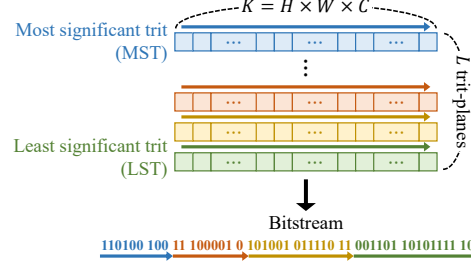 K = H × W × C
Most significant trit
(MST)
...
...
...
L trit-planes
...
...
...
...
...
...
Least significant trit
(LST)
...
...
...
Bitstream
110100 100 11 100001 0 101001 011110 11 001101 10101111 10